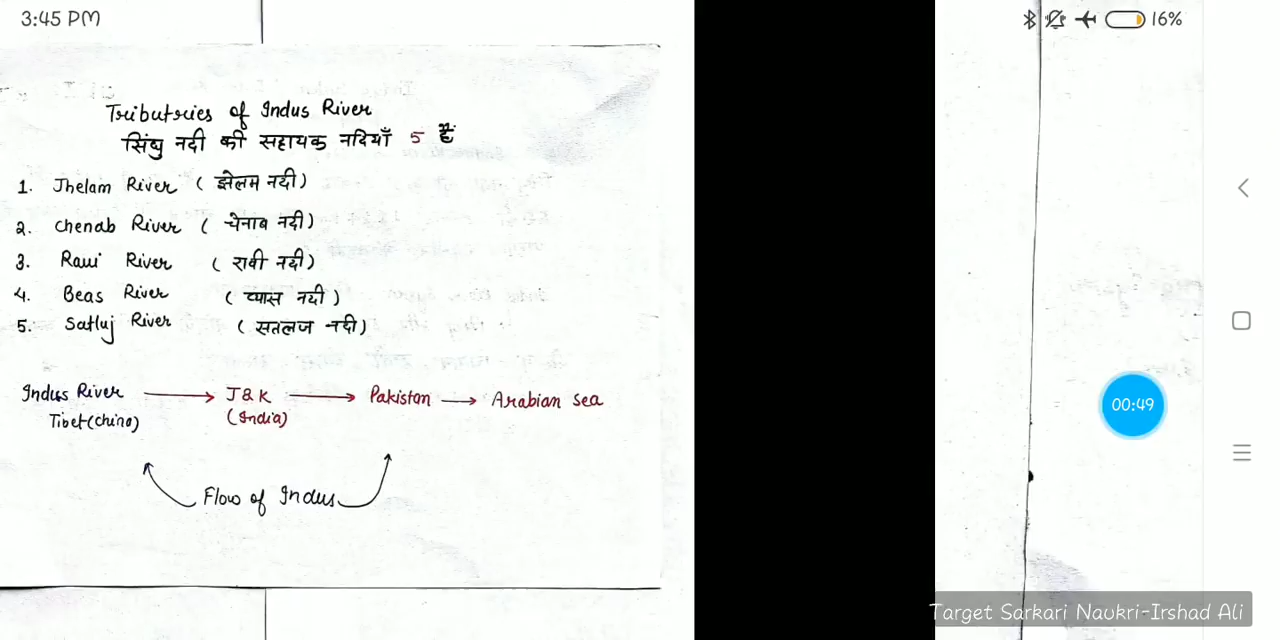 3:45 PM
16%
Tributries of Indus River
सिंधु नदी की सहायक नदियाँ 5 है
1. Jhelam River ( झेलम नदी )
2. Chenab River ( चेनाब नदी )
3. Ravi River ( रावी नदी )
4. Beas River ( व्यास नदी )
5. Satluj River ( सतलज नदी )
Indus River → J&K → Pakistan → Arabian Sea
Tibet (China) (India)
Flow of Indus
00:49
Target Sarkari Naukri-Irshad Ali